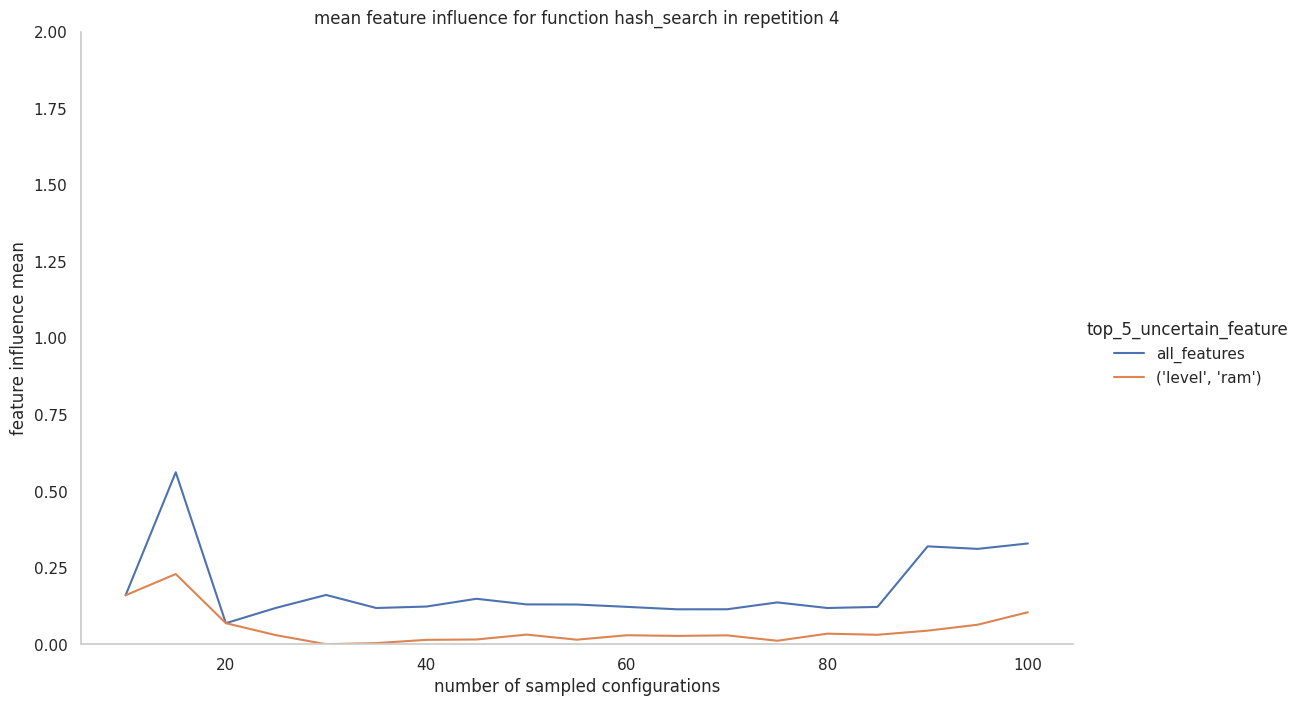 mean feature influence for function hash_search in repetition 4
2.00
1.75
1.50
1.25
1.00
0.75
0.50
0.25
0.00
feature influence mean
20
40
60
80
100
number of sampled configurations
top_5_uncertain_feature
all_features
('level', 'ram')